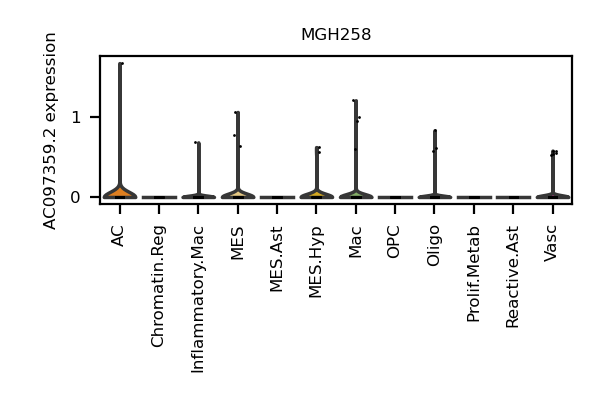 MGH258
AC097359.2 expression
1
0
AC
Chromatin.Reg
Inflammatory.Mac
MES
MES.Ast
MES.Hyp
Mac
OPC
Oligo
Prolif.Metab
Reactive.Ast
Vasc